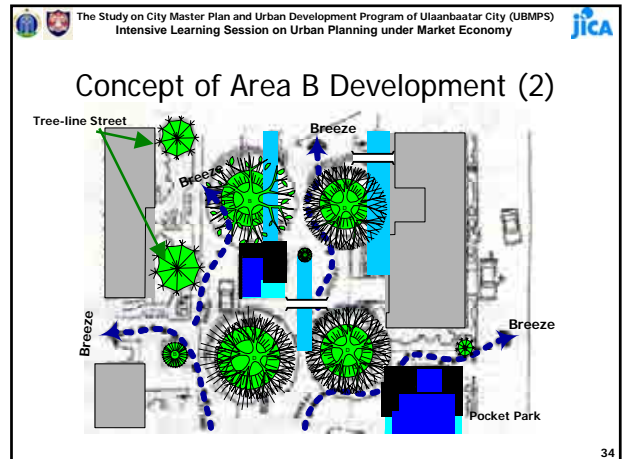 The Study on City Master Plan and Urban Development Program of Ulaanbaatar City (UBMPS)
Intensive Learning Session on Urban Planning under Market Economy
jICA
Concept of Area B Development (2)
Tree-line Street
Breeze
Breeze
Breeze
Breeze
Pocket Park
34